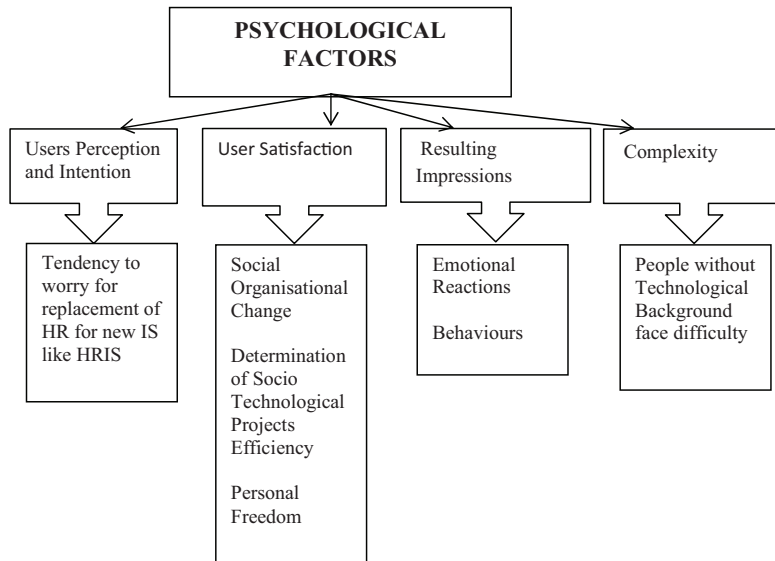 PSYCHOLOGICAL
FACTORS
Users Perception
and Intention
User Satisfaction
Resulting
Impressions
Complexity
Tendency to
worry for
replacement of
HR for new IS
like HRIS
Social
Organisational
Change
Determination
of Socio
Technological
Projects
Efficiency
Personal
Freedom
Emotional
Reactions
Behaviours
People without
Technological
Background
face difficulty